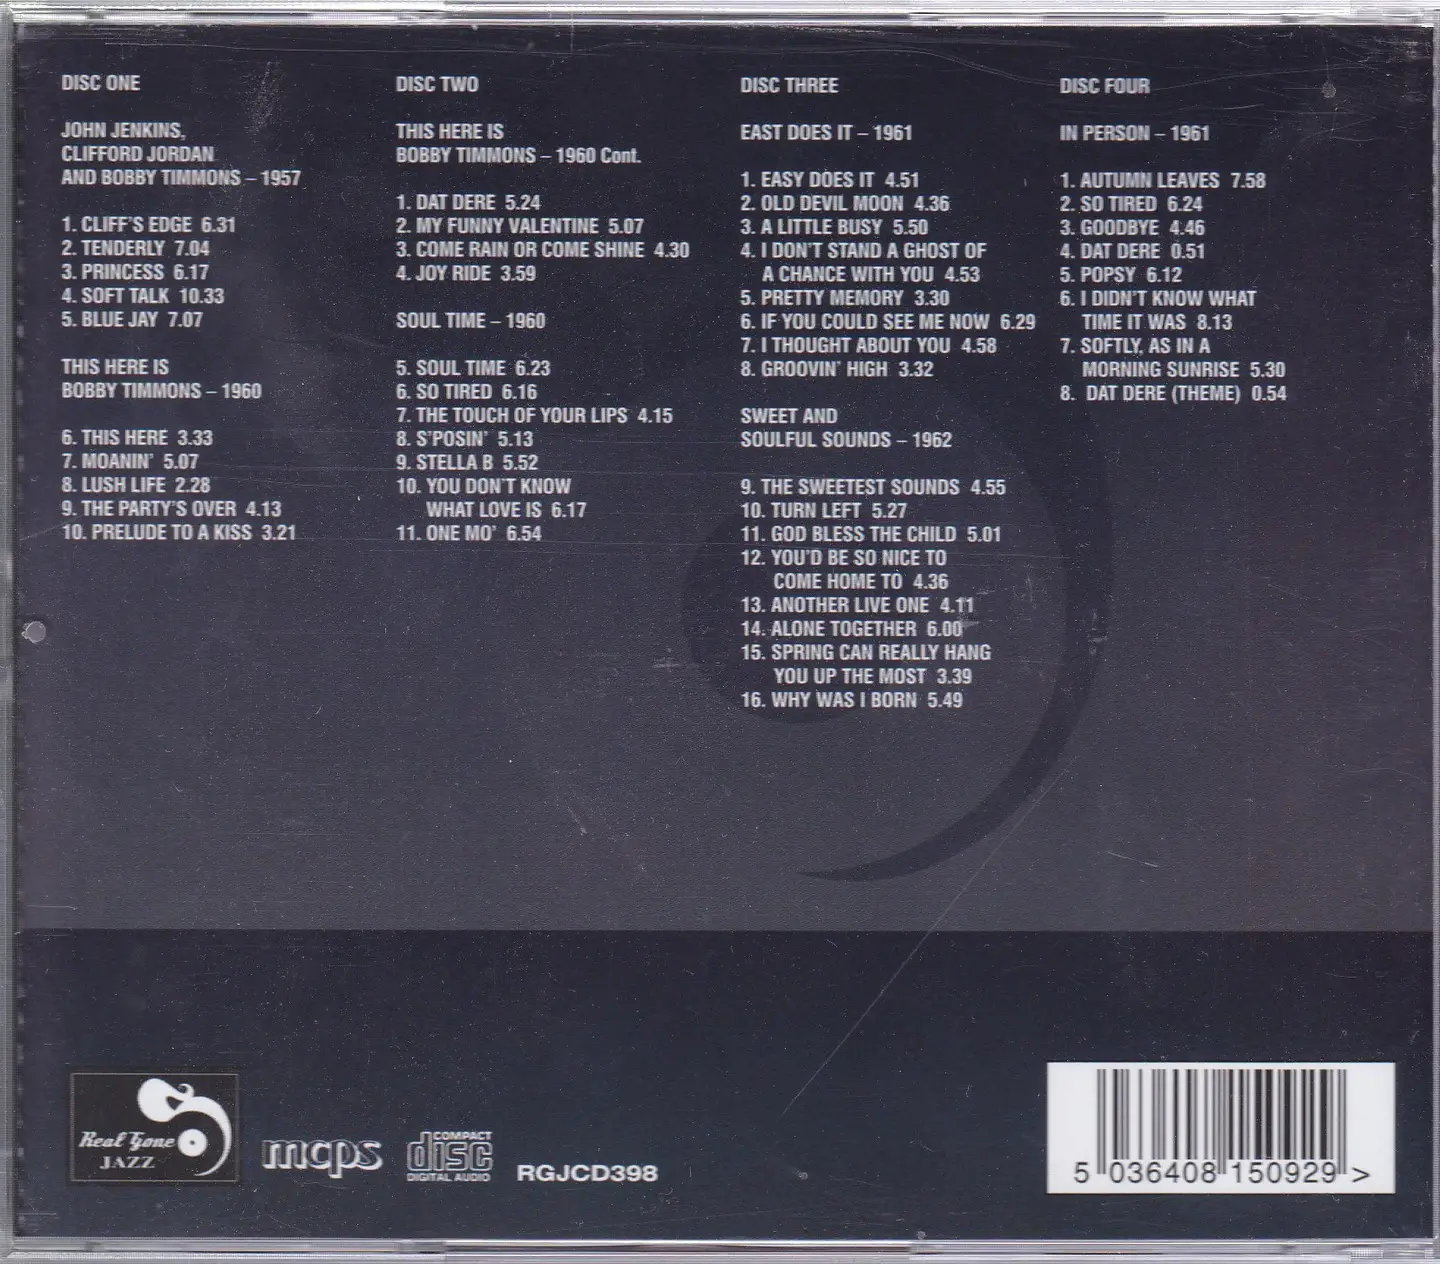 DISC ONE
JOHN JENKINS,
CLIFFORD JORDAN
AND BOBBY TIMMONS – 1957
1. CLIFF'S EDGE 6.31
2. TENDERLY 7.04
3. PRINCESS 6.17
4. SOFT TALK 10.33
5. BLUE JAY 7.07
THIS HERE IS
BOBBY TIMMONS – 1960
6. THIS HERE 3.33
7. MOANIN' 5.07
8. LUSH LIFE 2.28
9. THE PARTY'S OVER 4.13
10. PRELUDE TO A KISS 3.21
DISC TWO
THIS HERE IS
BOBBY TIMMONS – 1960 Cont.
1. DAT DERE 5.24
2. MY FUNNY VALENTINE 5.07
3. COME RAIN OR COME SHINE 4.30
4. JOY RIDE 3.59
SOUL TIME – 1960
5. SOUL TIME 6.23
6. SO TIRED 6.16
7. THE TOUCH OF YOUR LIPS 4.15
8. S'POSIN' 5.13
9. STELLA B 5.52
10. YOU DON'T KNOW
WHAT LOVE IS 6.17
11. ONE MO' 6.54
DISC THREE
EAST DOES IT – 1961
1. EASY DOES IT 4.51
2. OLD DEVIL MOON 4.36
3. A LITTLE BUSY 5.50
4. I DON'T STAND A GHOST OF
A CHANCE WITH YOU 4.53
5. PRETTY MEMORY 3.30
6. IF YOU COULD SEE ME NOW 6.29
7. I THOUGHT ABOUT YOU 4.58
8. GROOVIN' HIGH 3.32
SWEET AND
SOULFUL SOUNDS – 1962
9. THE SWEETEST SOUNDS 4.55
10. TURN LEFT 5.27
11. GOD BLESS THE CHILD 5.01
12. YOU'D BE SO NICE TO
COME HOME TO 4.36
13. ANOTHER LIVE ONE 4.11
14. ALONE TOGETHER 6.00
15. SPRING CAN REALLY HANG
YOU UP THE MOST 3.39
16. WHY WAS I BORN 5.49
DISC FOUR
IN PERSON – 1961
1. AUTUMN LEAVES 7.58
2. SO TIRED 6.24
3. GOODBYE 4.46
4. DAT DERE 0.51
5. POPSY 6.12
6. I DIDN'T KNOW WHAT
TIME IT WAS 8.13
7. SOFTLY, AS IN A
MORNING SUNRISE 5.30
8. DAT DERE (THEME) 0.54
Real Gone
JAZZ
mcps
COMPACT
disc
DIGITAL AUDIO
RGJCD398
5 036408 150929 >